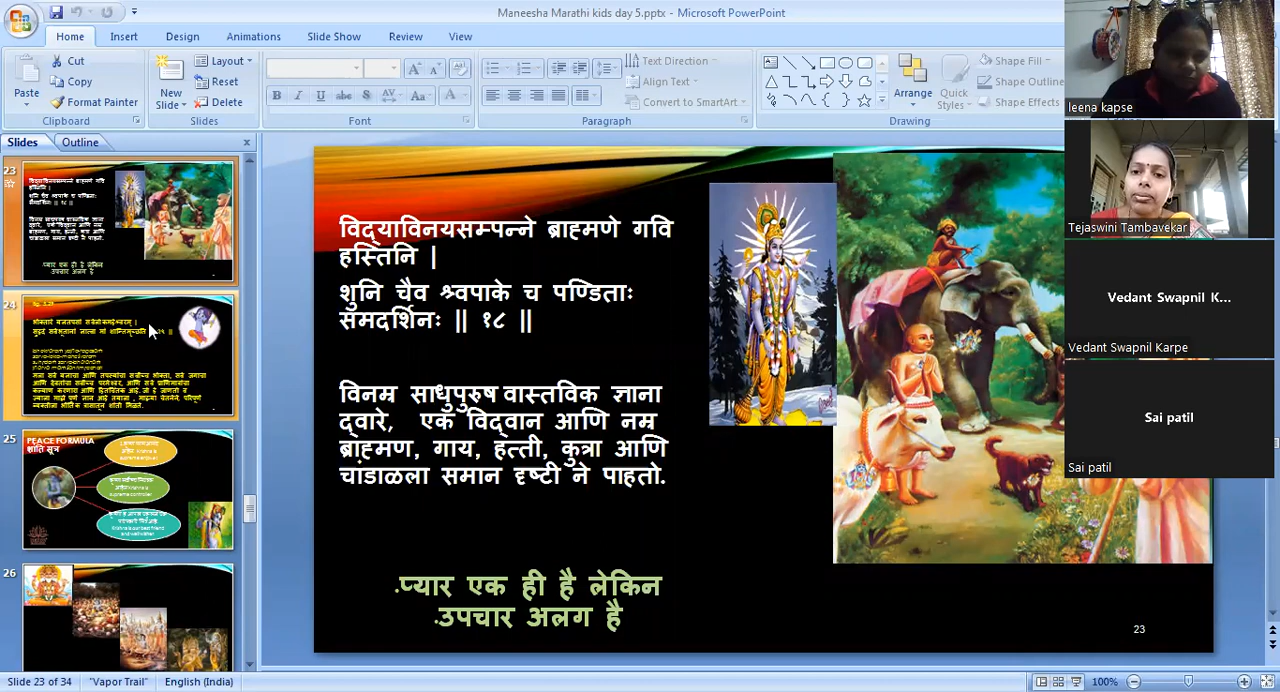 Maneesha Marathi kids day 5.pptx - Microsoft PowerPoint
Home Insert Design Animations Slide Show Review View
Paste
Cut
Copy
Format Painter
Clipboard
New Slide
Layout
Reset
Delete
Slides
Font
Text Direction
Align Text
Convert to SmartArt
Paragraph
Arrange
Quick Styles
Shape Fill
Shape Outline
Shape Effects
Drawing
Slides Outline
23
24
25
PEACE FORMULA
शांति सूत्र
26
विद्याविनयसम्पन्ने ब्राह्मणे गवि
हस्तिनि |
शुनि चैव श्र्वपाके च पण्डिताः
समदर्शिनः || १८ ||
विनम्र साधुपुरुष वास्तविक ज्ञाना
द्वारे, एक विद्वान आणि नम्र
ब्राह्मण, गाय, हत्ती, कुत्रा आणि
चांडाळला समान दृष्टी ने पाहतो.
.प्यार एक ही है लेकिन
.उपचार अलग है
23
leena kapse
Tejaswini Tambavekar
Vedant Swapnil K...
Vedant Swapnil Karpe
Sai patil
Sai patil
Slide 23 of 34 "Vapor Trail" English (India) 100%